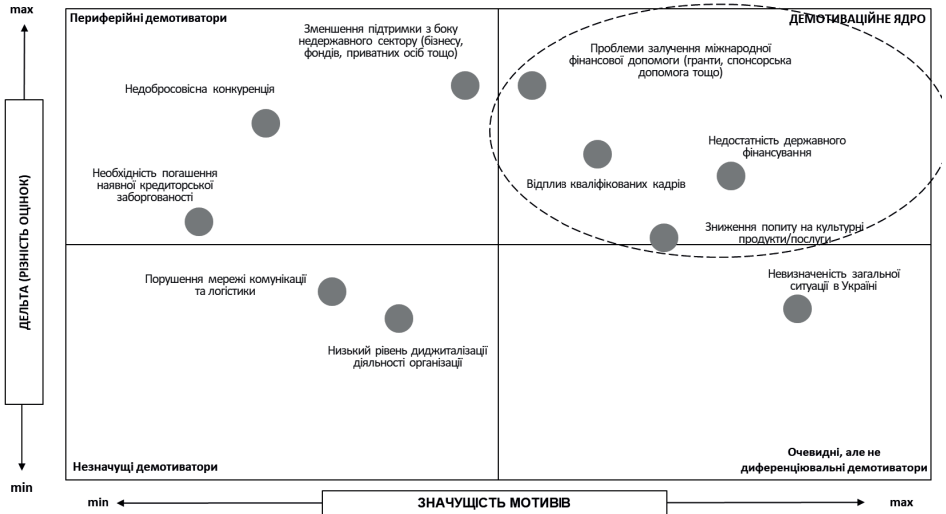 max
Периферійні демотиватори
ДЕМОТИВАЦІЙНЕ ЯДРО
Зменшення підтримки з боку
недержавного сектору (бізнесу,
фондів, приватних осіб тощо)
Проблеми залучення міжнародної
фінансової допомоги (гранти, спонсорська
допомога тощо)
Недобросовісна конкуренція
Недостатність державного
фінансування
Необхідність погашення
наявної кредиторської
заборгованості
Відплив кваліфікованих кадрів
Зниження попиту на культурні
продукти/послуги
ДЕЛЬТА (РІЗНІСТЬ ОЦІНОК)
Порушення мережі комунікації
та логістики
Невизначеність загальної
ситуації в Україні
Низький рівень диджиталізації
діяльності організації
Незначущі демотиватори
Очевидні, але не
диференціювальні демотиватори
min
min
ЗНАЧУЩІСТЬ МОТИВІВ
max